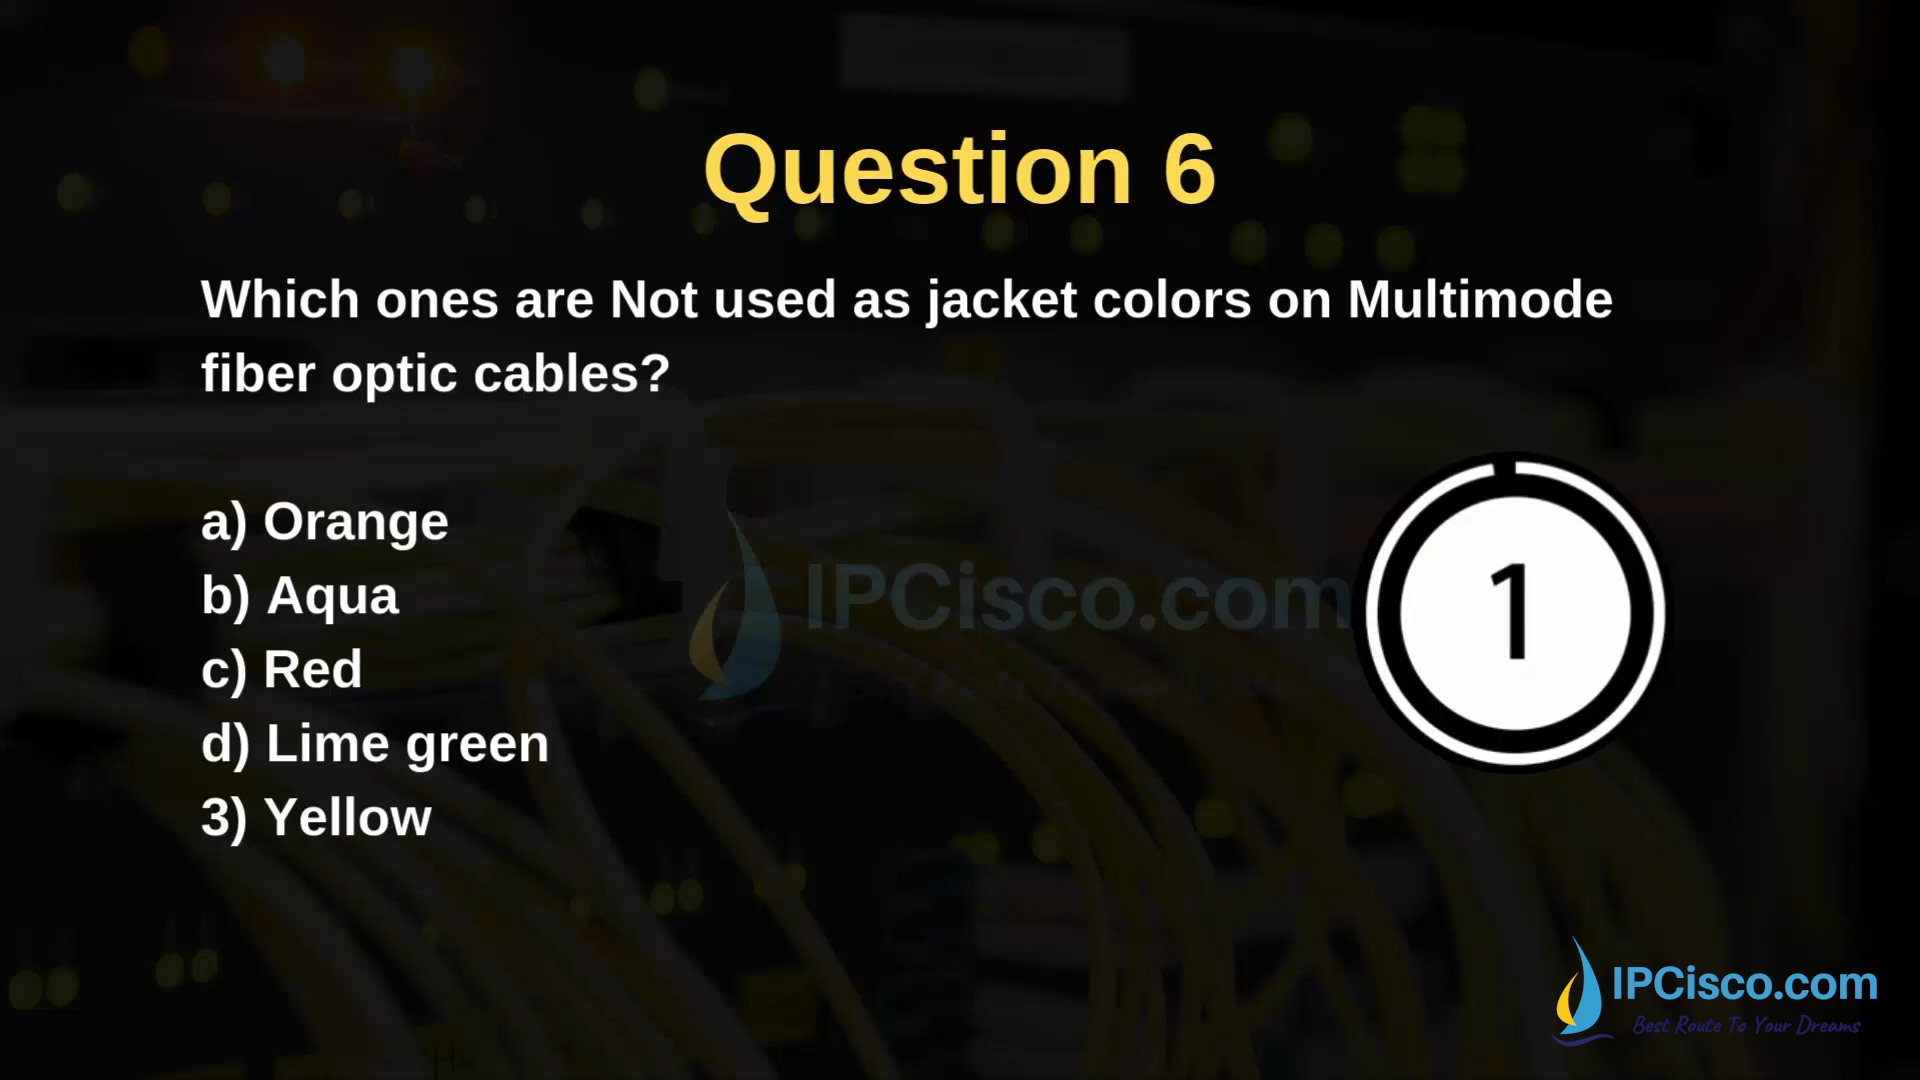 Question 6
Which ones are Not used as jacket colors on Multimode
fiber optic cables?
a) Orange
b) Aqua
c) Red
d) Lime green
3) Yellow
IPCisco.com
1
IPCisco.com
Best Route To Your Dreams